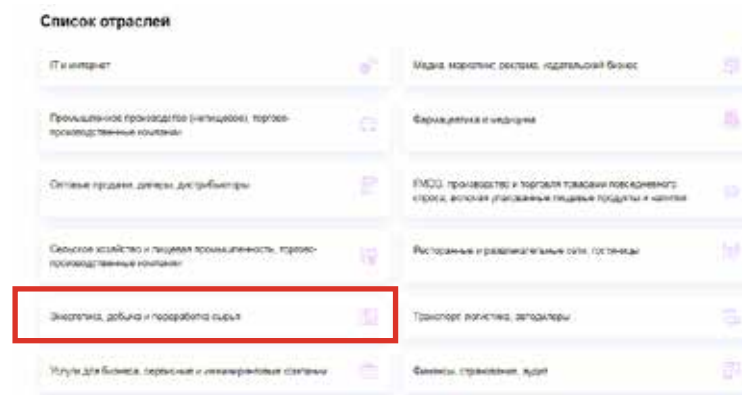 Список отраслей
IT и интернет
Медиа, маркетинг, реклама, издательский бизнес
Промышленное производство (непищевое), торгово-
производственные компании
Фармацевтика и медицина
Оптовые продажи, дилеры, дистрибьюторы
FMCG, производство и торговля товарами повседневного
спроса, включая упакованные пищевые продукты и напитки
Сельское хозяйство и пищевая промышленность, торгово-
производственные компании
Ресторанные и развлекательные сети, гостиницы
Энергетика, добыча и переработка сырья
Транспорт, логистика, автодилеры
Услуги для бизнеса, сервисные и инжиниринговые компании
Финансы, страхование, аудит